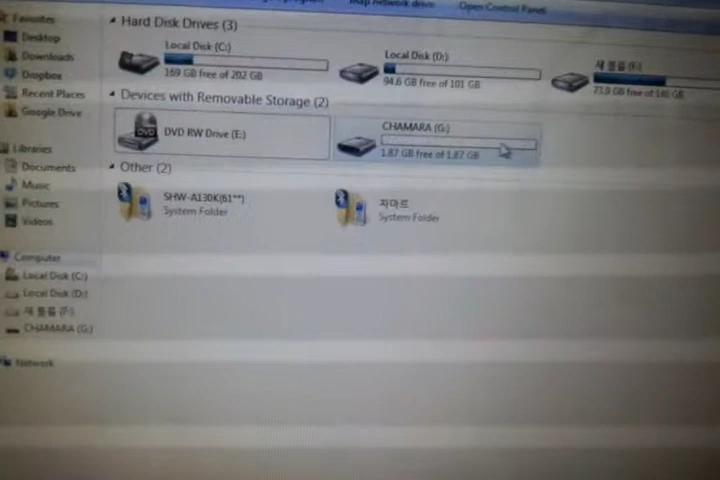 Map network drive
Open Control Panel
Favourites
Desktop
Downloads
Dropbox
Recent Places
Google Drive
Libraries
Documents
Music
Pictures
Videos
Computer
Local Disk (C:)
Local Disk (D:)
새 볼륨 (F:)
CHAMARA (G:)
Network
Hard Disk Drives (3)
Local Disk (C:)
169 GB free of 202 GB
Local Disk (D:)
94.6 GB free of 101 GB
새 볼륨 (F:)
73.9 GB free of
Devices with Removable Storage (2)
DVD RW Drive (E:)
CHAMARA (G:)
1.87 GB free of 1.87 GB
Other (2)
SHW-A130K(61**)
System Folder
차마르
System Folder